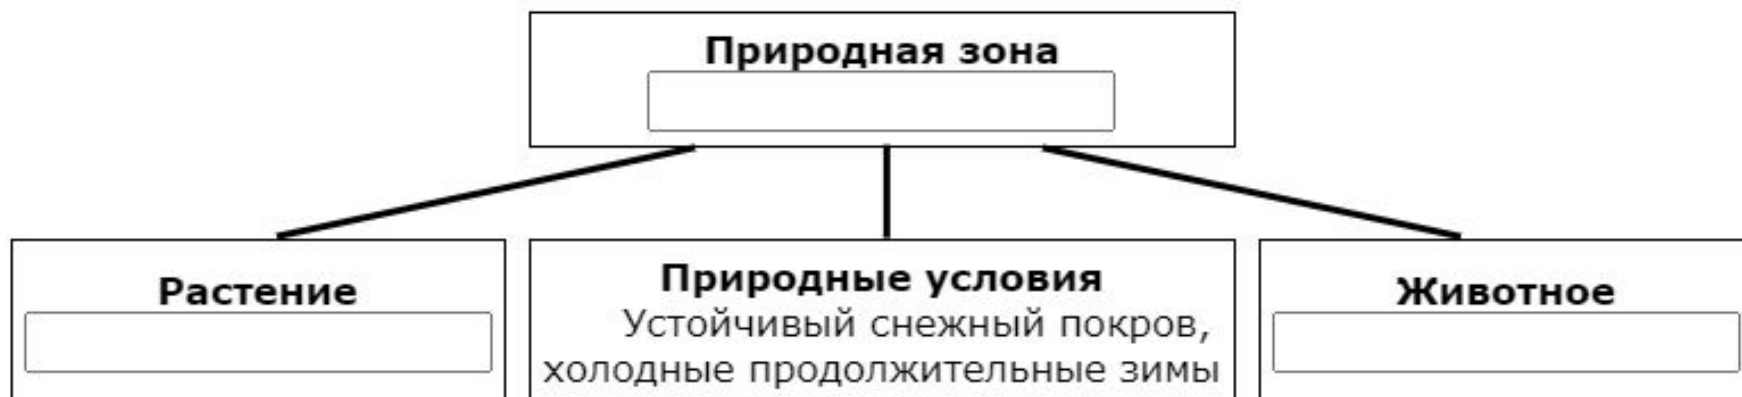 Природная зона
Растение
Природные условия
Устойчивый снежный покров,
холодные продолжительные зимы
Животное